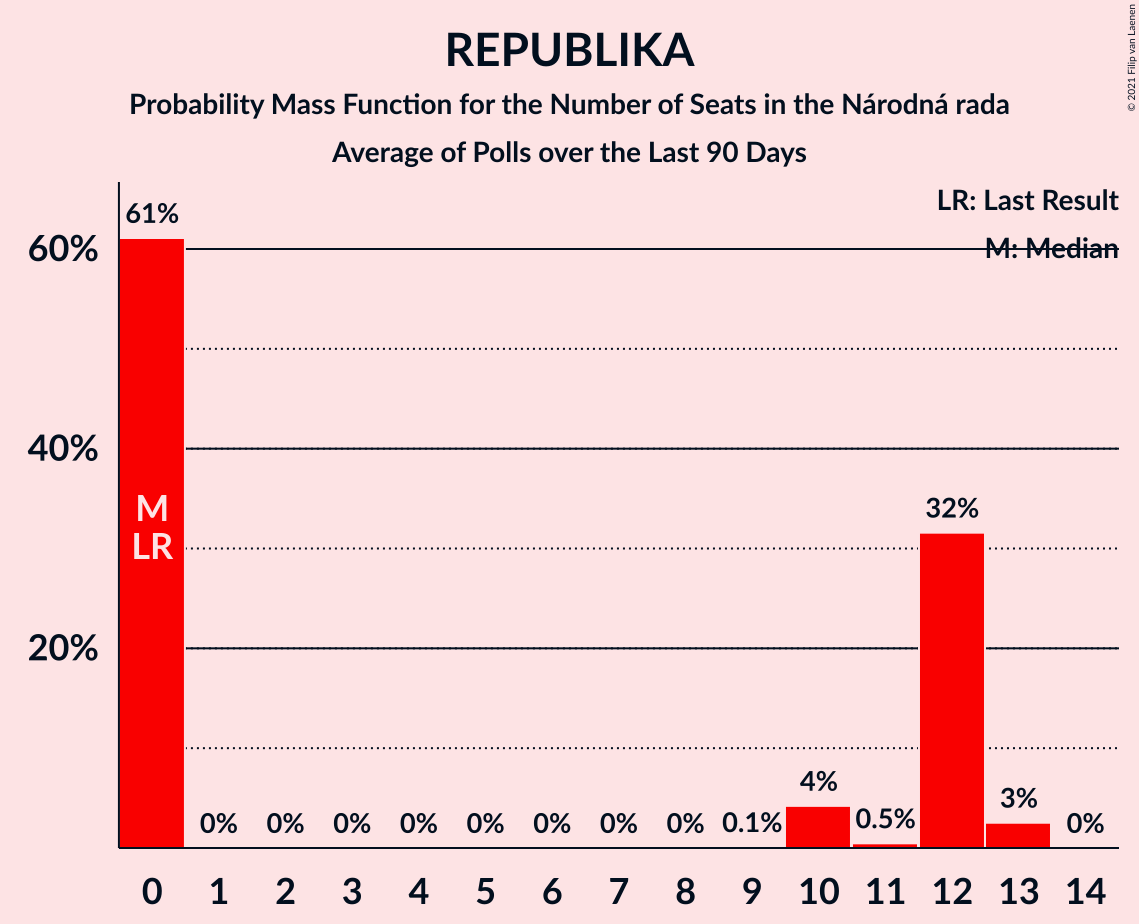 REPUBLIKA
Probability Mass Function for the Number of Seats in the Národná rada
Average of Polls over the Last 90 Days
© 2021 Filip van Laenen
LR: Last Result
M: Median
61%
60%
40%
M
LR
32%
20%
4%
3%
0% 0% 0% 0% 0% 0% 0% 0% 0.1% 0.5% 0%
0 1 2 3 4 5 6 7 8 9 10 11 12 13 14